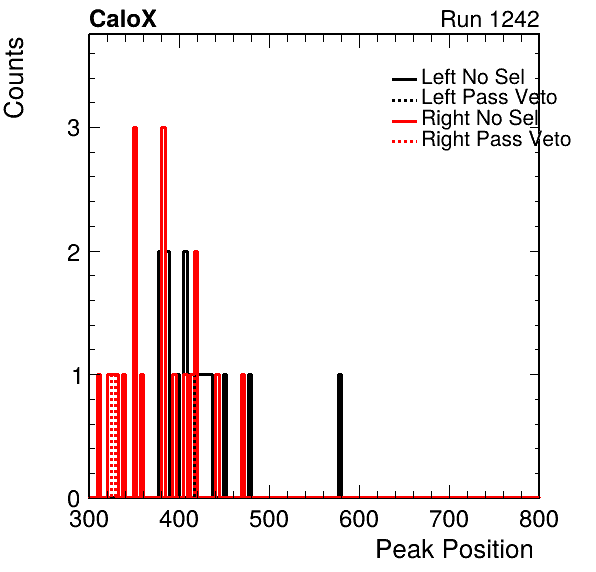 CaloX Run 1242
Counts
Left No Sel
Left Pass Veto
Right No Sel
Right Pass Veto
3
2
1
0
300 400 500 600 700 800
Peak Position